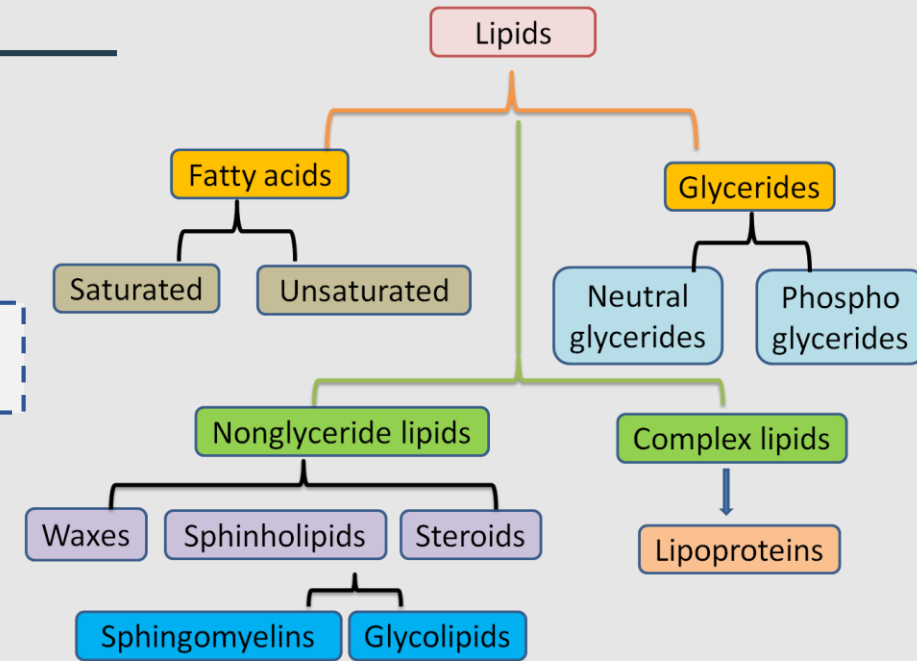 Lipids
Fatty acids
Glycerides
Saturated
Unsaturated
Neutral
glycerides
Phospho
glycerides
Nonglyceride lipids
Complex lipids
Waxes
Sphinholipids
Steroids
Lipoproteins
Sphingomyelins
Glycolipids